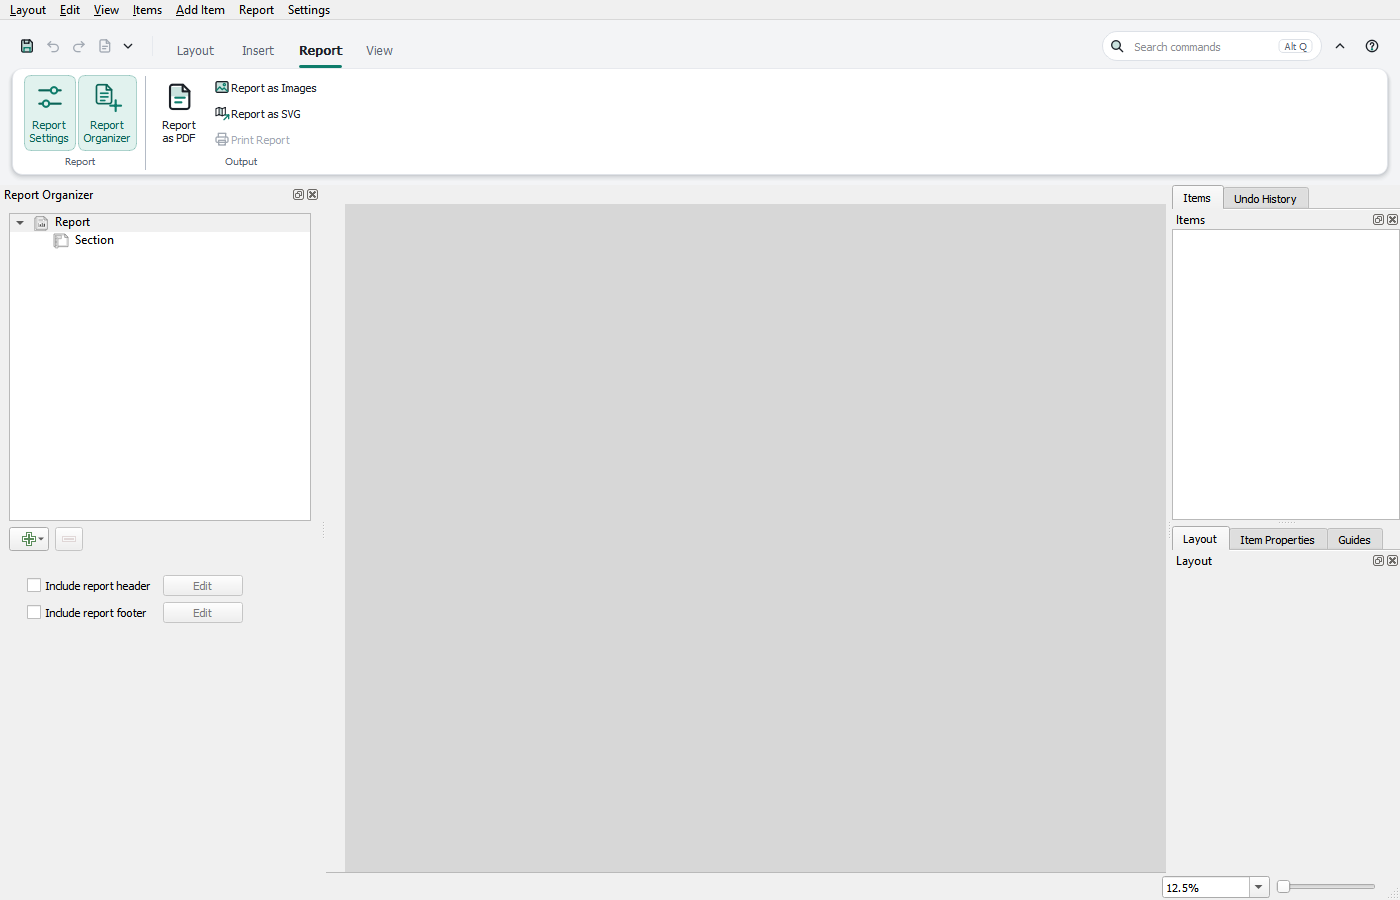 Layout Edit View Items Add Item Report Settings
Layout Insert Report View
Search commands Alt Q
Report Settings
Report Organizer
Report
Report as PDF
Report as Images
Report as SVG
Print Report
Output
Report Organizer
Report
Section
Include report header Edit
Include report footer Edit
Items Undo History
Items
Layout Item Properties Guides
Layout
12.5%